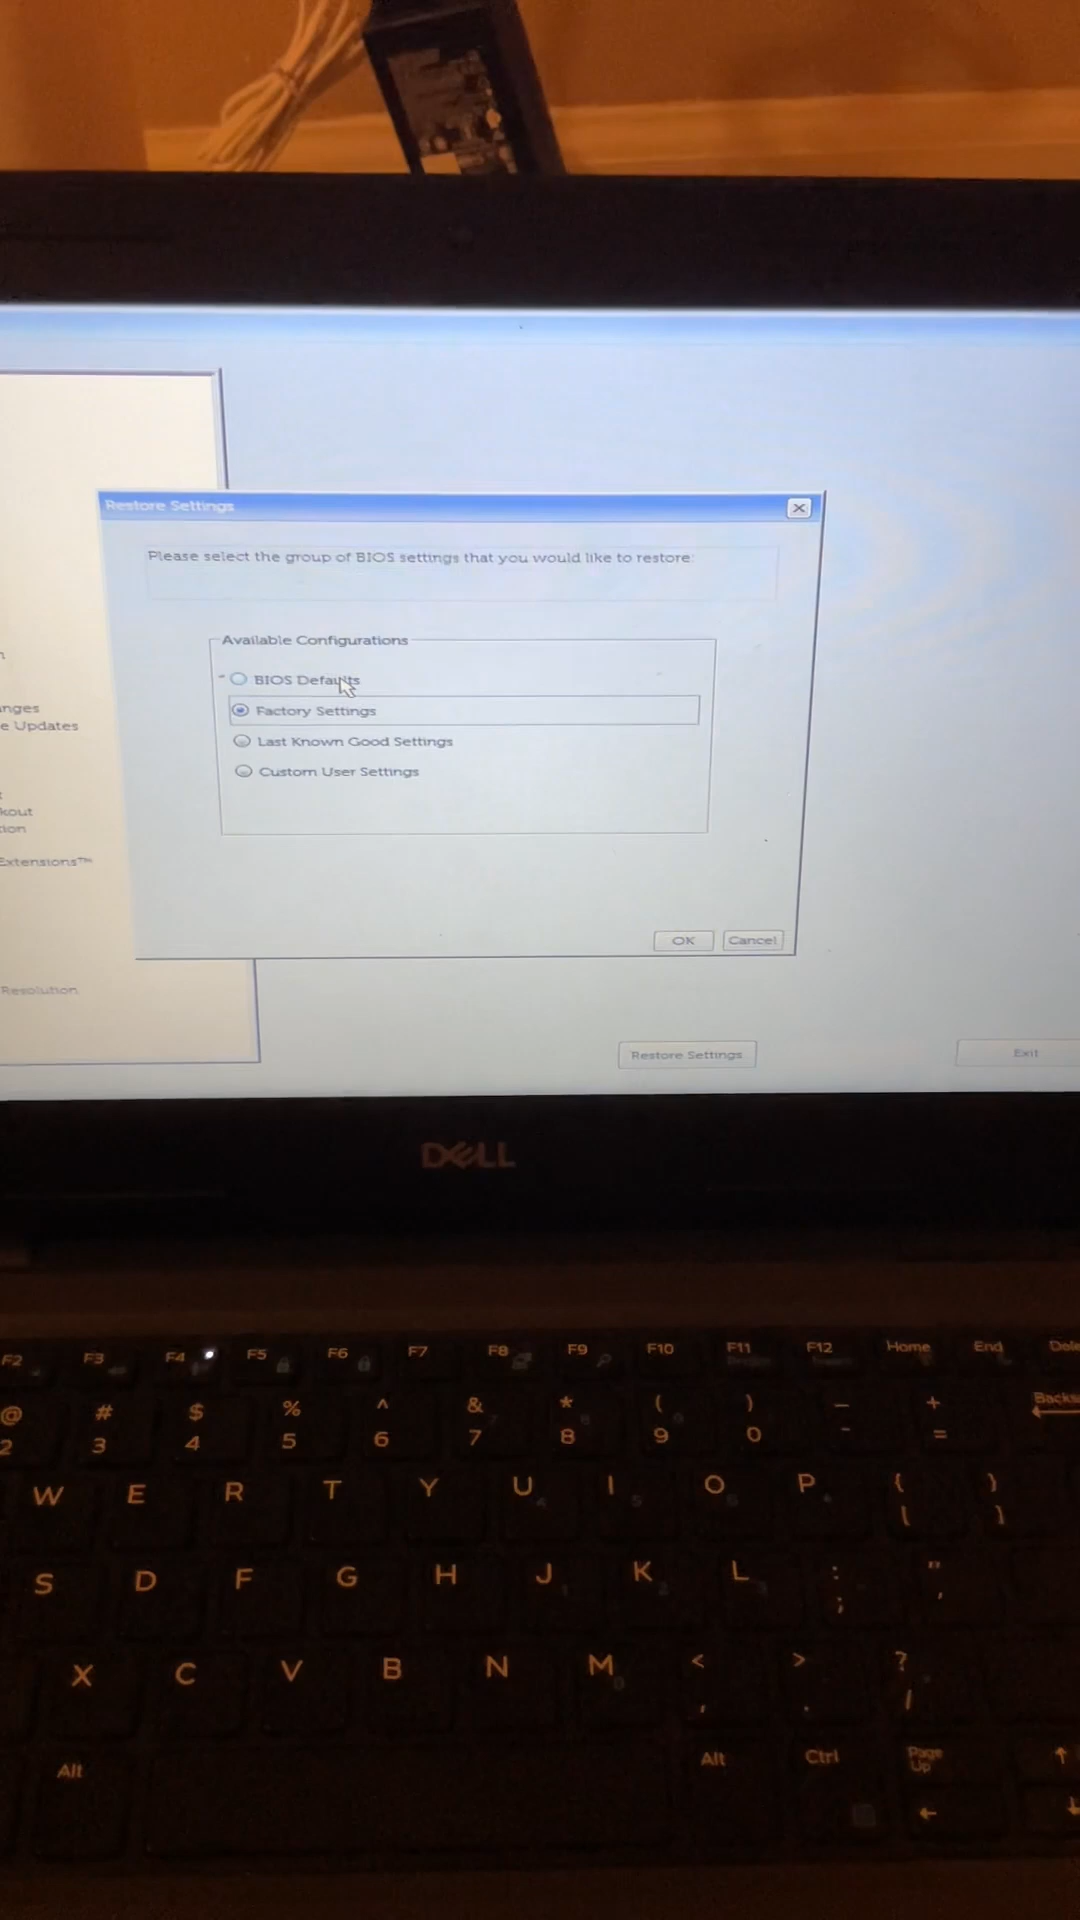 Restore Settings
Please select the group of BIOS settings that you would like to restore:
Available Configurations
BIOS Defaults
Factory Settings
Last Known Good Settings
Custom User Settings
OK Cancel
anges
e Updates
kout
tion
Extensions™
Resolution
Restore Settings Exit
DELL
F2 F3 F4 F5 F6 F7 F8 F9 F10 F11 F12 Home End Dele
@ # $ % ^ & * ( ) _ +
2 3 4 5 6 7 8 9 0 - = Backs
W E R T Y U I O P { }
[ ]
S D F G H J K L : "
; '
X C V B N M < > ?
, . /
Alt Alt Ctrl Page Up ↑
← ↓